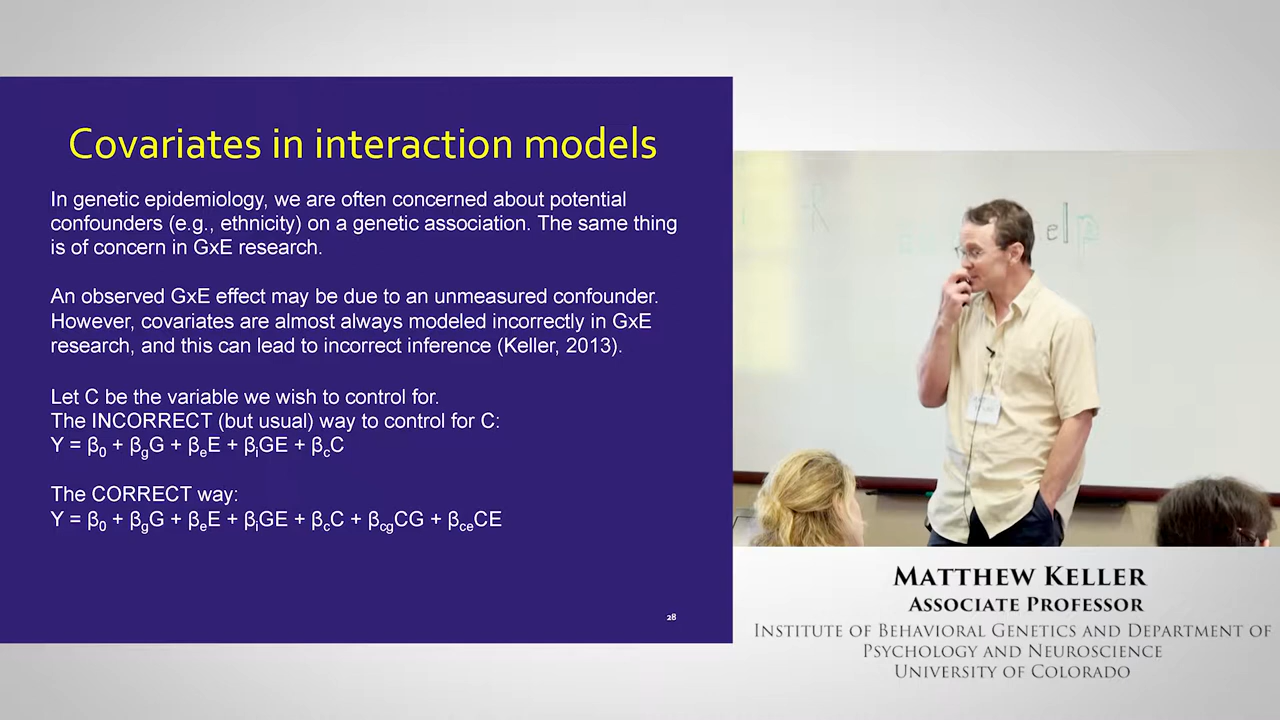 Covariates in interaction models
In genetic epidemiology, we are often concerned about potential
confounders (e.g., ethnicity) on a genetic association. The same thing
is of concern in GxE research.
An observed GxE effect may be due to an unmeasured confounder.
However, covariates are almost always modeled incorrectly in GxE
research, and this can lead to incorrect inference (Keller, 2013).
Let C be the variable we wish to control for.
The INCORRECT (but usual) way to control for C:
Y = β₀ + βgG + βₑE + βᵢGE + βcC
The CORRECT way:
Y = β₀ + βgG + βₑE + βᵢGE + βcC + βcgCG + βceCE
28
elp
MATTHEW KELLER
ASSOCIATE PROFESSOR
INSTITUTE OF BEHAVIORAL GENETICS AND DEPARTMENT OF
PSYCHOLOGY AND NEUROSCIENCE
UNIVERSITY OF COLORADO